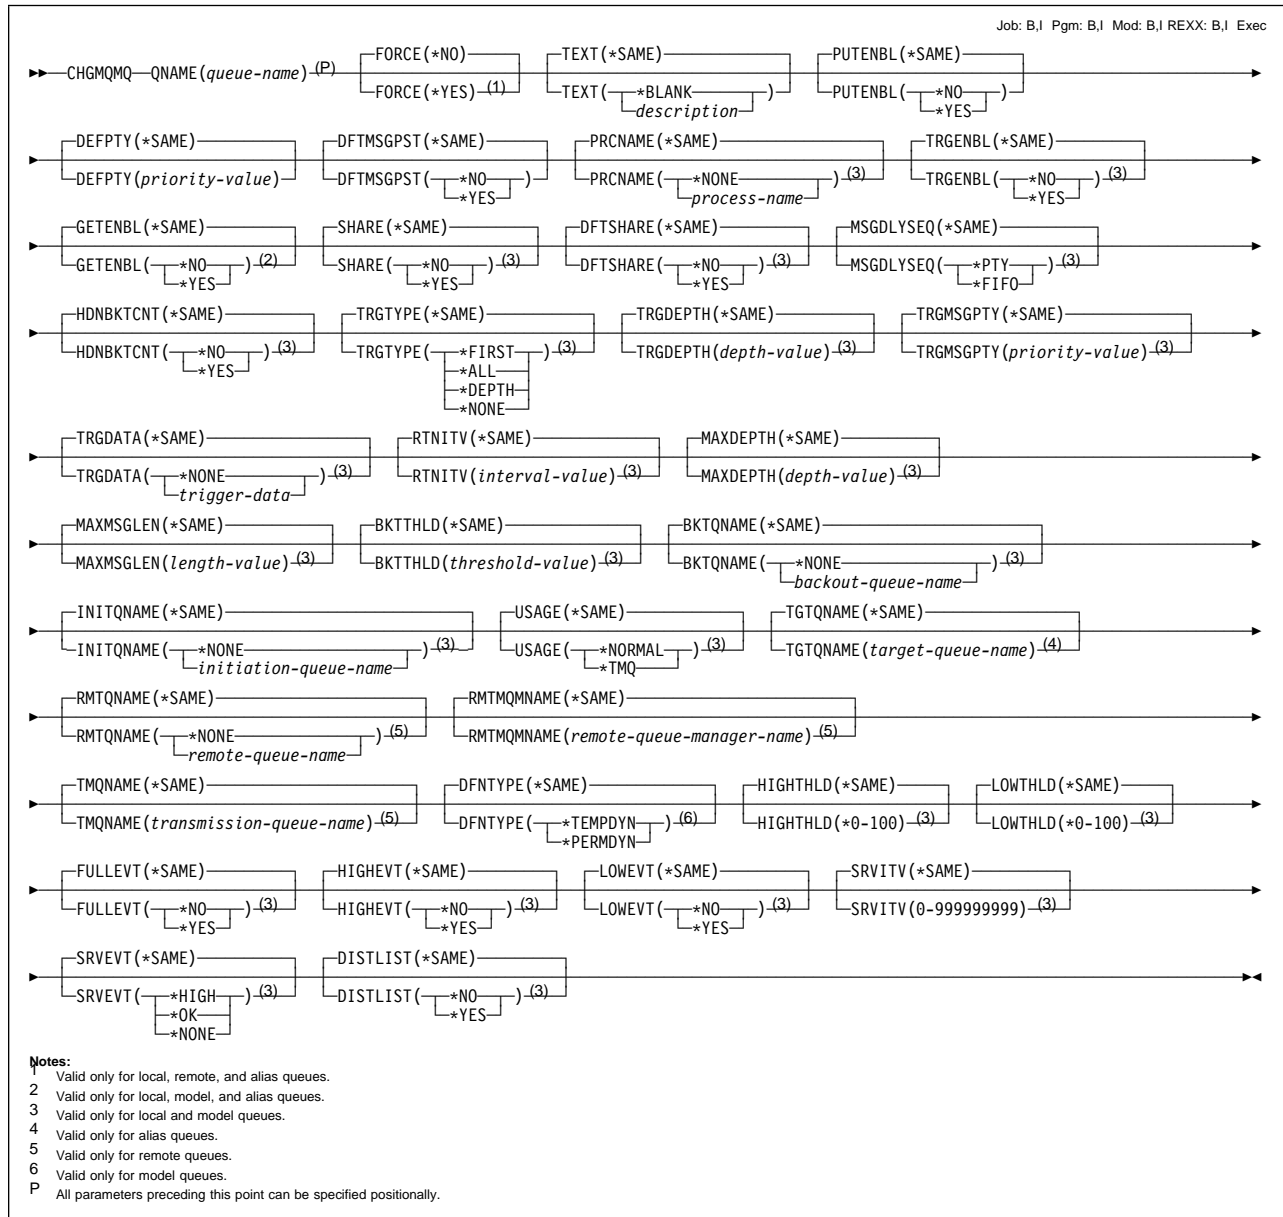 Job: B,I Pgm: B,I Mod: B,I REXX: B,I Exec
FORCE(*NO) TEXT(*SAME) PUTENBL(*SAME)
CHGMQMQ QNAME(queue-name) (P)
FORCE(*YES) (1) TEXT( *BLANK ) PUTENBL( *NO )
description *YES
DEFPTY(*SAME) DFTMSGPST(*SAME) PRCNAME(*SAME) TRGENBL(*SAME)
DEFPTY(priority-value) DFTMSGPST( *NO ) PRCNAME( *NONE ) (3) TRGENBL( *NO ) (3)
*YES process-name *YES
GETENBL(*SAME) SHARE(*SAME) DFTSHARE(*SAME) MSGDLYSEQ(*SAME)
GETENBL( *NO ) (2) SHARE( *NO ) (3) DFTSHARE( *NO ) (3) MSGDLYSEQ( *PTY ) (3)
*YES *YES *YES *FIFO
HDNBKTCNT(*SAME) TRGTYPE(*SAME) TRGDEPTH(*SAME) TRGMSGPTY(*SAME)
HDNBKTCNT( *NO ) (3) TRGTYPE( *FIRST ) (3) TRGDEPTH(depth-value) (3) TRGMSGPTY(priority-value) (3)
*YES *ALL
*DEPTH
*NONE
TRGDATA(*SAME) RTNITV(*SAME) MAXDEPTH(*SAME)
TRGDATA( *NONE ) (3) RTNITV(interval-value) (3) MAXDEPTH(depth-value) (3)
trigger-data
MAXMSGLEN(*SAME) BKTTHLD(*SAME) BKTQNAME(*SAME)
MAXMSGLEN(length-value) (3) BKTTHLD(threshold-value) (3) BKTQNAME( *NONE ) (3)
backout-queue-name
INITQNAME(*SAME) USAGE(*SAME) TGTQNAME(*SAME)
INITQNAME( *NONE ) (3) USAGE( *NORMAL ) (3) TGTQNAME(target-queue-name) (4)
initiation-queue-name *TMQ
RMTQNAME(*SAME) RMTMQMNAME(*SAME)
RMTQNAME( *NONE ) (5) RMTMQMNAME(remote-queue-manager-name) (5)
remote-queue-name
TMQNAME(*SAME) DFNTYPE(*SAME) HIGHTHLD(*SAME) LOWTHLD(*SAME)
TMQNAME(transmission-queue-name) (5) DFNTYPE( *TEMPDYN ) (6) HIGHTHLD(*0-100) (3) LOWTHLD(*0-100) (3)
*PERMDYN
FULLEVT(*SAME) HIGHEVT(*SAME) LOWEVT(*SAME) SRVITV(*SAME)
FULLEVT( *NO ) (3) HIGHEVT( *NO ) (3) LOWEVT( *NO ) (3) SRVITV(0-999999999) (3)
*YES *YES *YES
SRVEVT(*SAME) DISTLIST(*SAME)
SRVEVT( *HIGH ) (3) DISTLIST( *NO ) (3)
*OK *YES
*NONE
Notes:
1 Valid only for local, remote, and alias queues.
2 Valid only for local, model, and alias queues.
3 Valid only for local and model queues.
4 Valid only for alias queues.
5 Valid only for remote queues.
6 Valid only for model queues.
P All parameters preceding this point can be specified positionally.